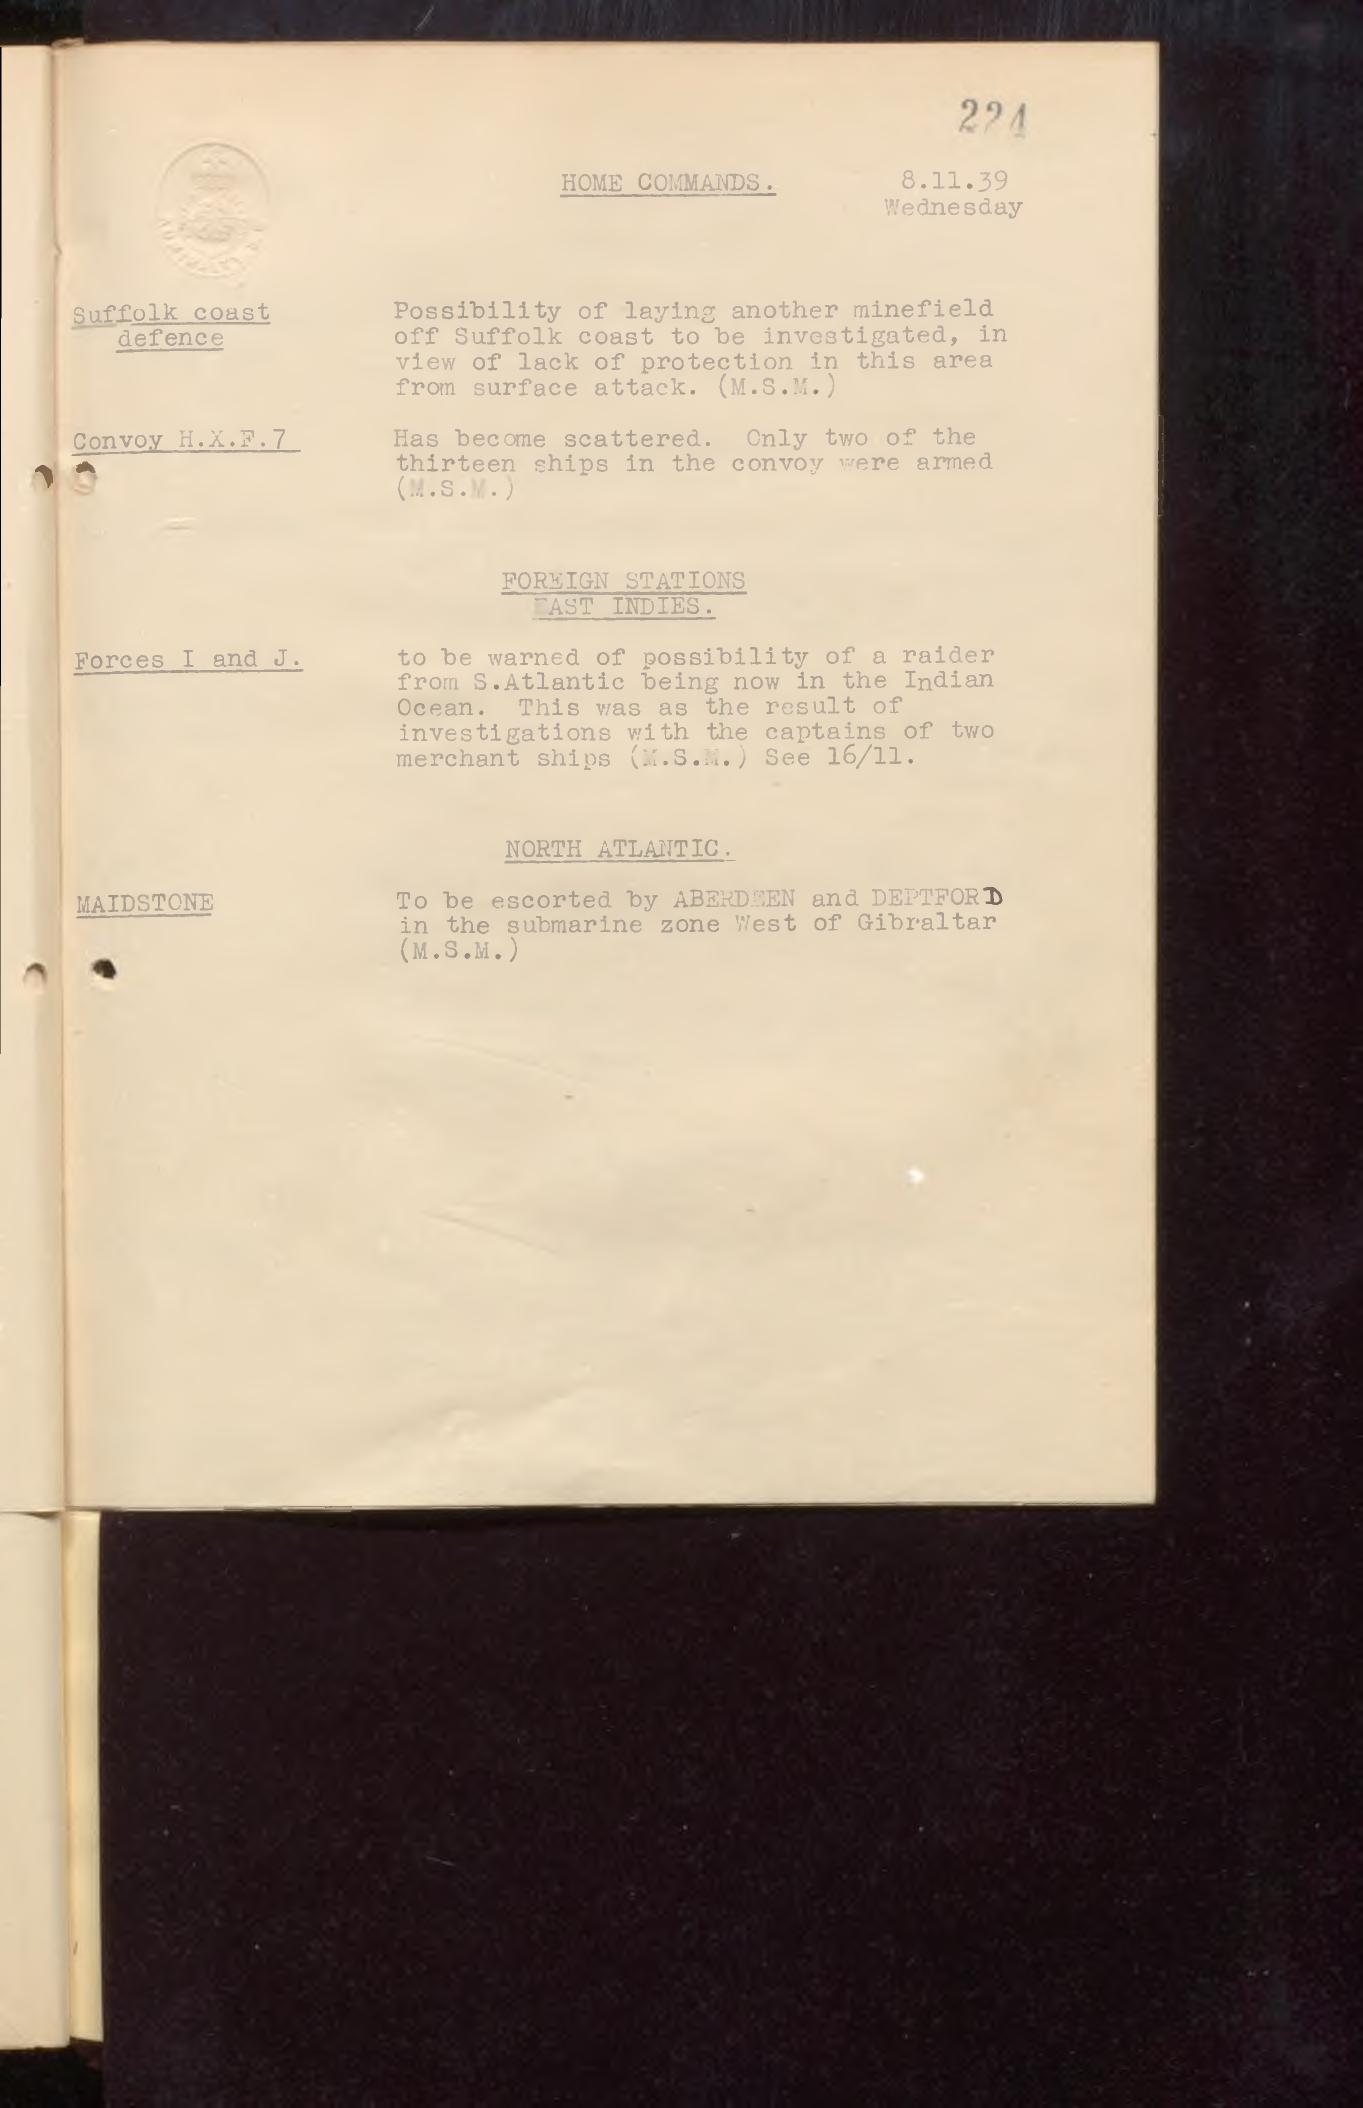 224
HOME COMMANDS.
8.11.39
Wednesday
Suffolk coast
defence
Possibility of laying another minefield
off Suffolk coast to be investigated, in
view of lack of protection in this area
from surface attack. (M.S.M.)
Convoy H.X.F.7
Has become scattered. Only two of the
thirteen ships in the convoy were armed
(M.S.M.)
FOREIGN STATIONS
EAST INDIES.
Forces I and J.
to be warned of possibility of a raider
from S.Atlantic being now in the Indian
Ocean. This was as the result of
investigations with the captains of two
merchant ships (M.S.M.) See 16/11.
NORTH ATLANTIC.
MAIDSTONE
To be escorted by ABERDEEN and DEPTFORD
in the submarine zone West of Gibraltar
(M.S.M.)